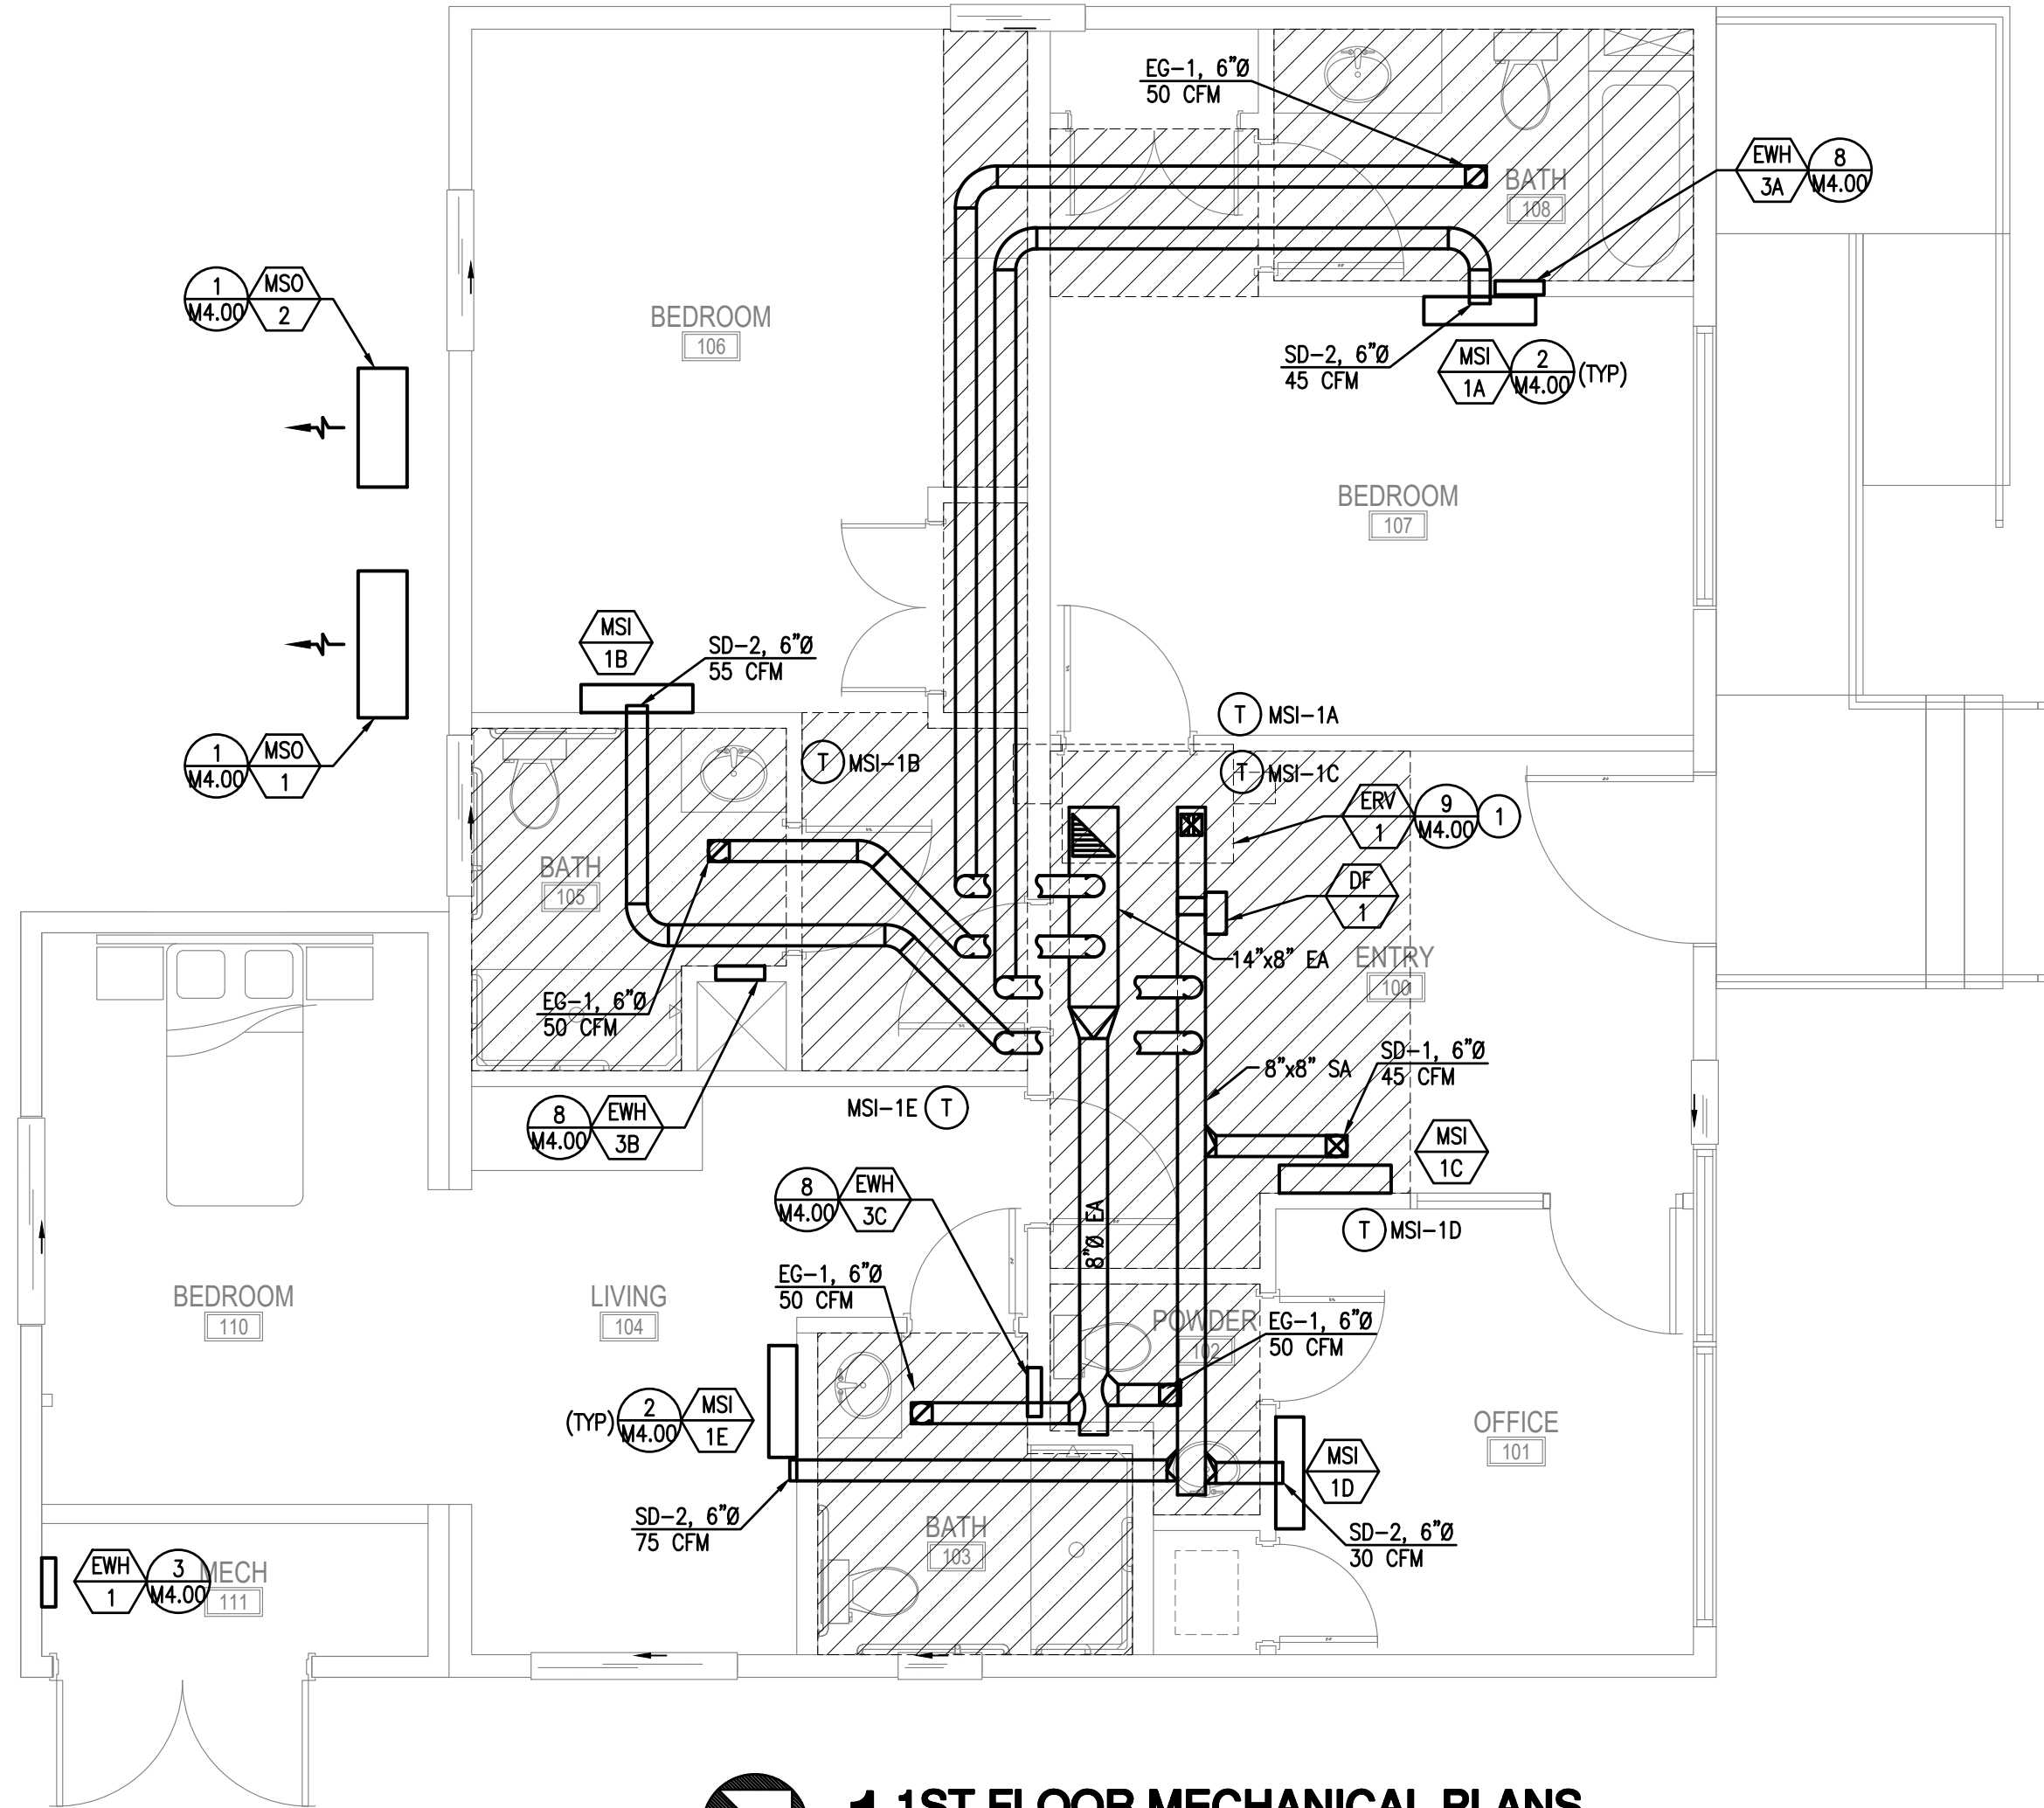 EG-1, 6"Ø
50 CFM
BATH
108
EWH
3A
8
M4.00
1
M4.00
MSO
2
BEDROOM
106
SD-2, 6"Ø
45 CFM
MSI
1A
2
M4.00
(TYP)
BEDROOM
107
MSI
1B
SD-2, 6"Ø
55 CFM
1
M4.00
MSO
1
T MSI-1A
T MSI-1B
T MSI-1C
ERV
1
9
M4.00
1
BATH
105
DF
1
14"x8" EA
ENTRY
100
EG-1, 6"Ø
50 CFM
8"x8" SA
SD-1, 6"Ø
45 CFM
8
M4.00
EWH
3B
MSI-1E T
MSI
1C
8
M4.00
EWH
3C
8"Ø EA
T MSI-1D
BEDROOM
110
LIVING
104
EG-1, 6"Ø
50 CFM
POWDER
102
EG-1, 6"Ø
50 CFM
(TYP)
2
M4.00
MSI
1E
OFFICE
101
MSI
1D
SD-2, 6"Ø
75 CFM
BATH
103
SD-2, 6"Ø
30 CFM
EWH
1
3
M4.00
MECH
111
1 1ST FLOOR MECHANICAL PLANS